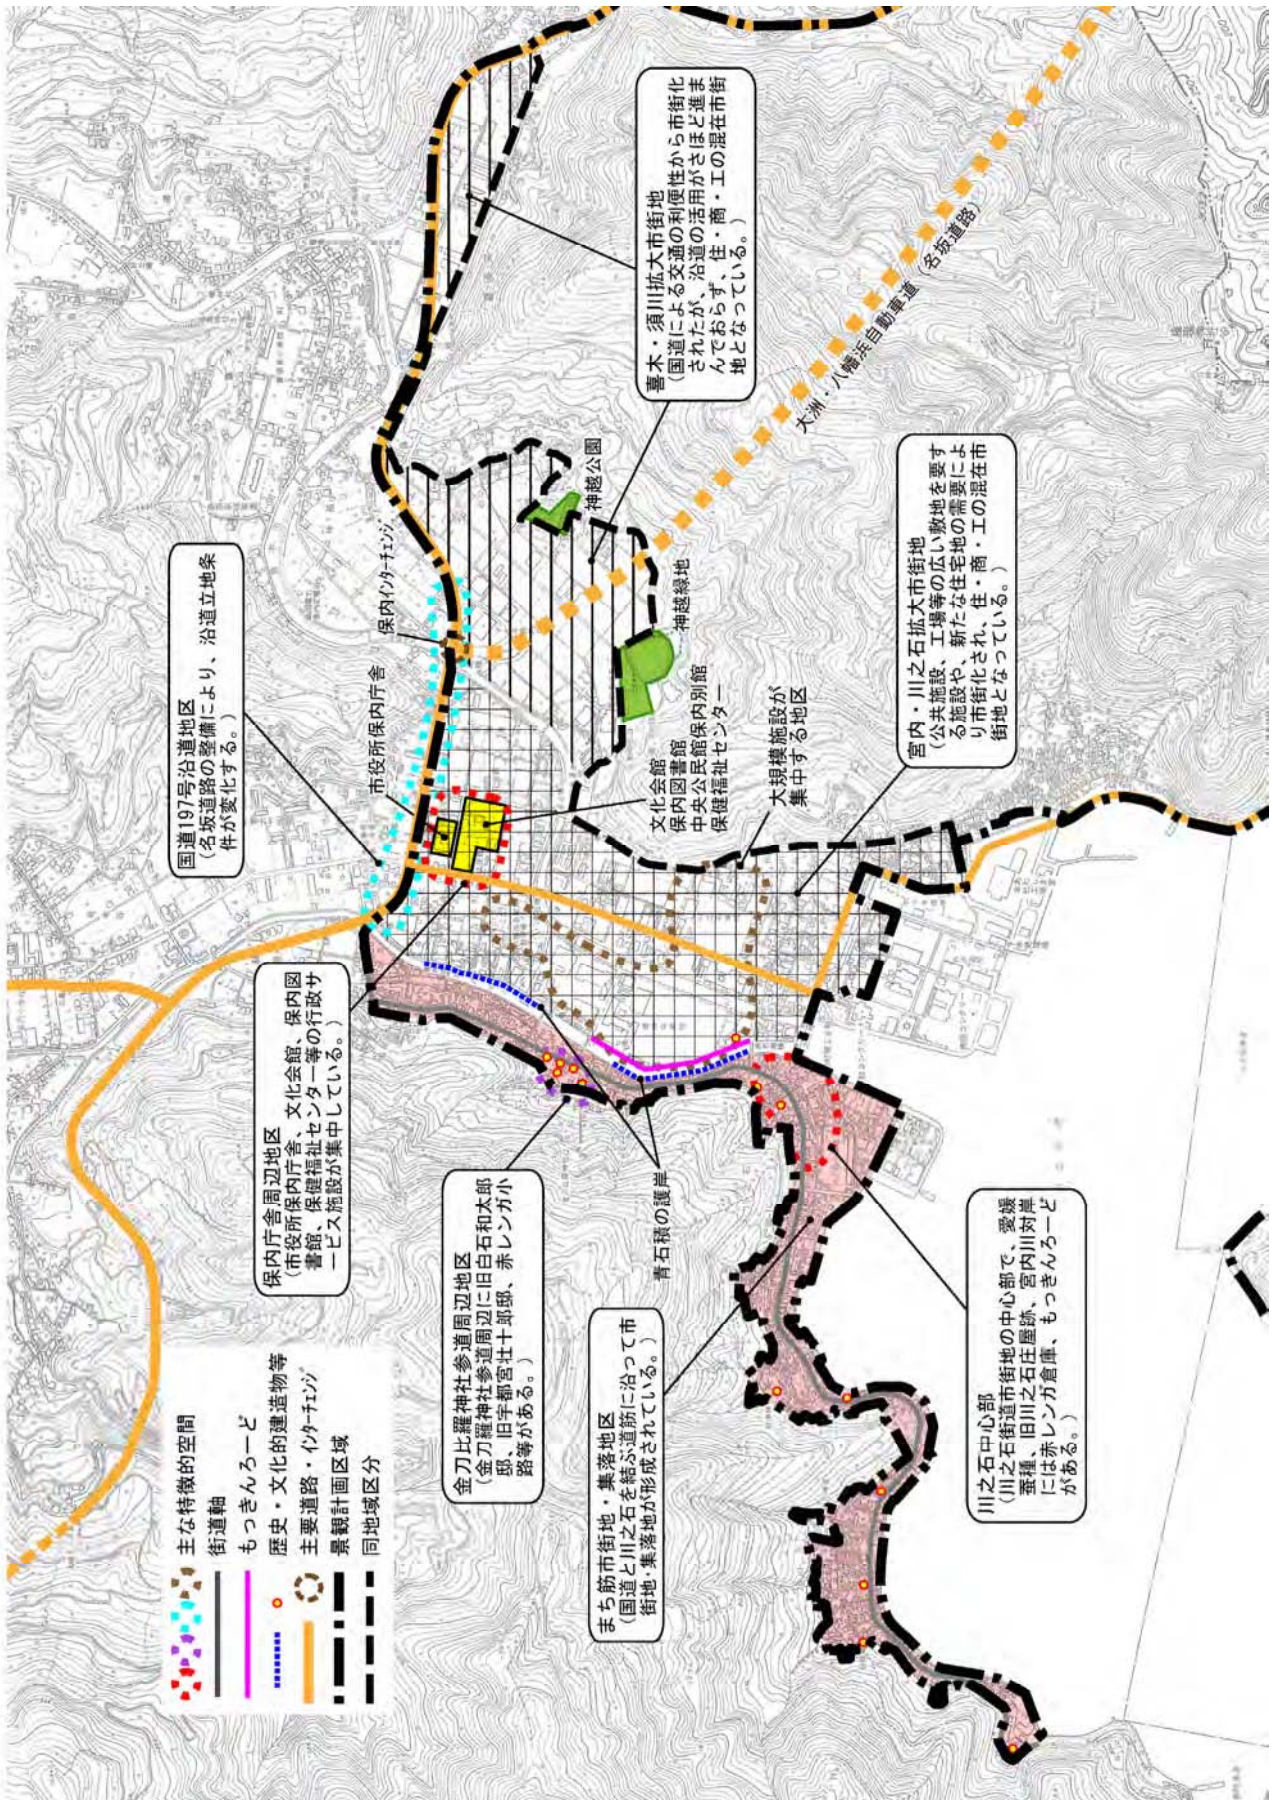 主な特徴的空間
街道軸
もっきんろーど
歴史・文化的建造物等
主要道路・インターチェンジ
景観計画区域
同地域区分
国道197号沿道地区
(名坂道路の整備により、沿道立地条
件が変化する。)
保内庁舎周辺地区
(市役所保内庁舎、文化会館、保内図
書館、保健福祉センター等の行政サ
ービス施設が集中している。)
金刀比羅神社参道周辺地区
(金刀羅神社参道周辺に旧白石和太郎
邸、旧宇都宮壮十郎邸、赤レンガ小
路等がある。)
まち筋市街地・集落地区
(国道と川之石を結ぶ道筋に沿って市
街地・集落地が形成されている。)
青石積の護岸
川之石中心部
(川之石街道市街地の中心部で、愛媛
蚕種、旧川之石庄屋跡、宮内川対岸
には赤レンガ倉庫、もっきんろーど
がある。)
市役所保内庁舎
保内インターチェンジ
文化会館
保内図書館
中央公民館保内別館
保健福祉センター
大規模施設が
集中する地区
神越公園
神越緑地
喜木・須川拡大市街地
(国道による交通の利便性から市街化
されたが、沿道の活用がさほど進ま
んでおらず、住・商・工の混在市街
地となっている。)
大洲・八幡浜自動車道(名坂道路)
宮内・川之石拡大市街地
(公共施設、工場等の広い敷地を要す
る施設や、新たな住宅地の需要によ
り市街化され、住・商・工の混在市
街地となっている。)